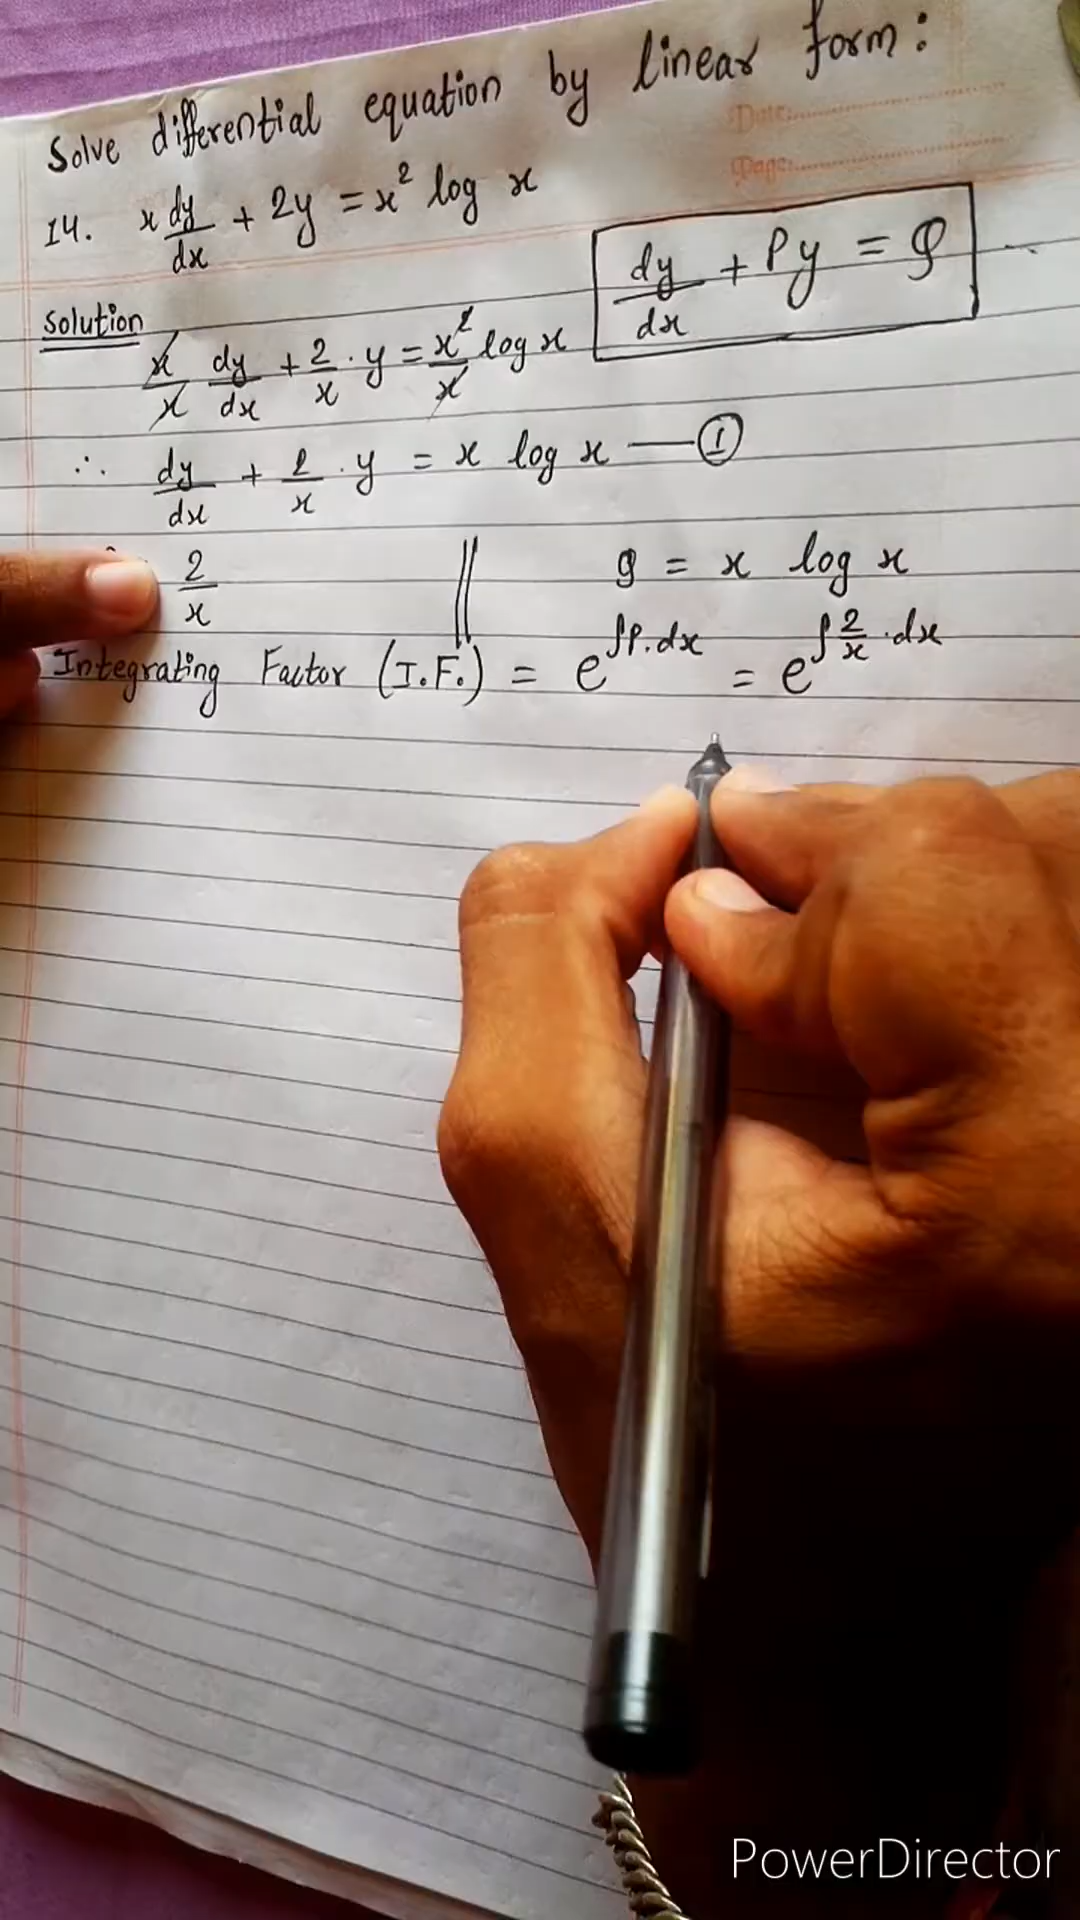 Solve differential equation by linear form:
Date
Page
14. x dy/dx + 2y = x² log x
dy/dx + Py = Q
Solution
x/x dy/dx + 2/x . y = x²/x log x
∴ dy/dx + 2/x . y = x log x — ①
2/x || Q = x log x
Integrating Factor (I.F.) = e^∫P.dx = e^∫2/x .dx
PowerDirector